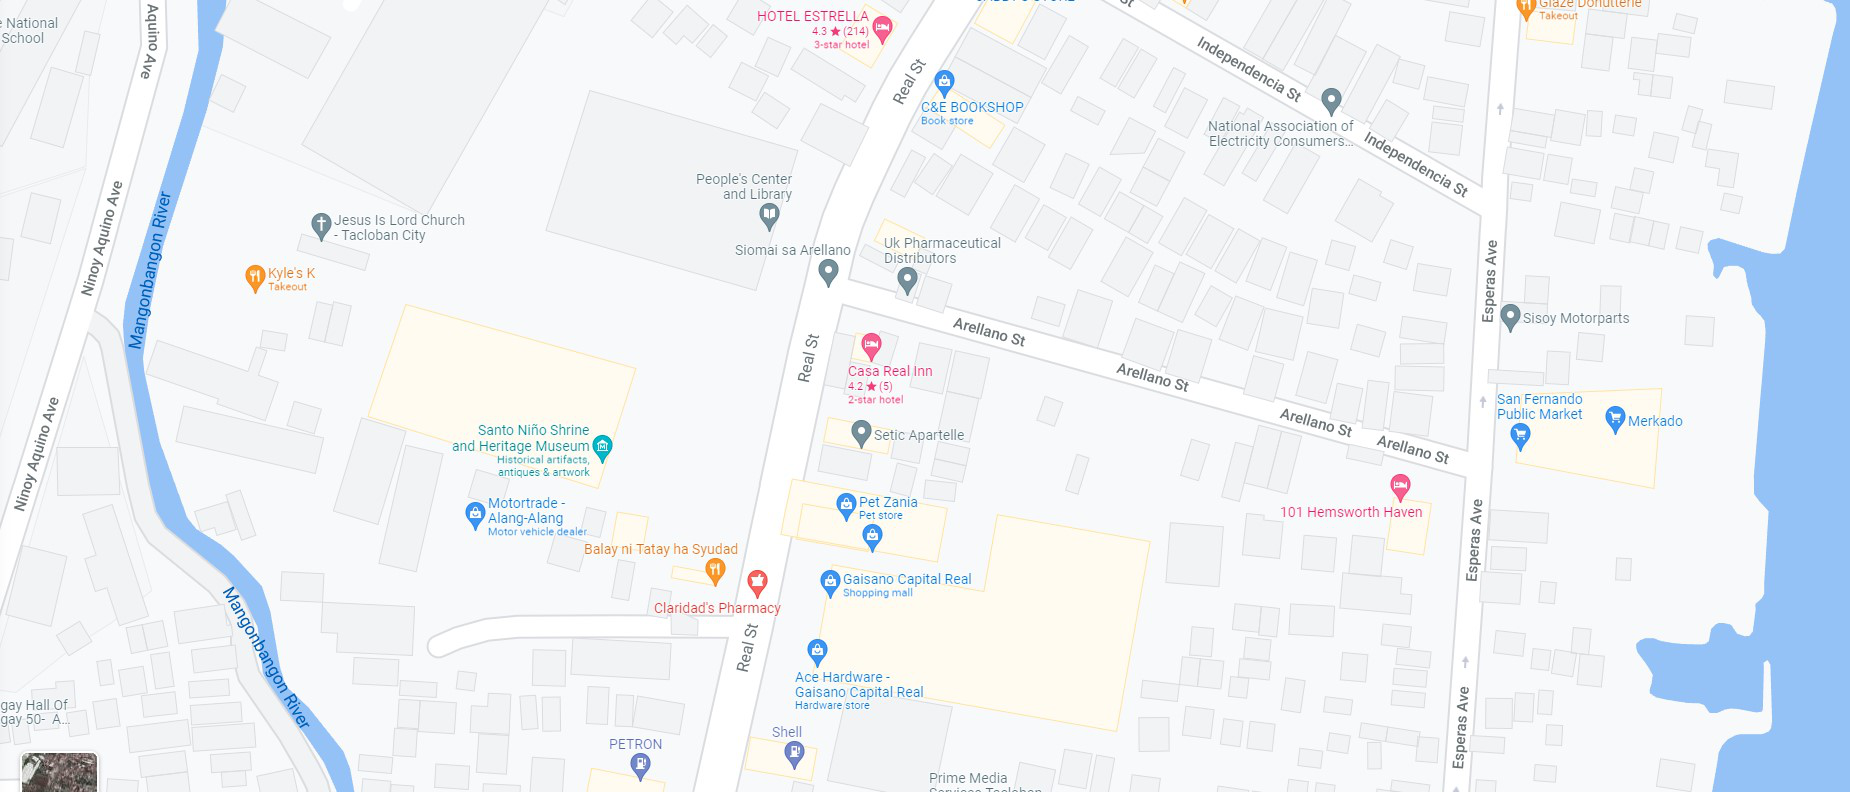 e National
School
Aquino Ave
HOTEL ESTRELLA
4.3 ★ (214)
3-star hotel
Real St
C&E BOOKSHOP
Book store
St
Independencia St
National Association of
Electricity Consumers...
Independencia St
Glaze Donutterie
Takeout
Ninoy Aquino Ave
Mangonbangon River
Jesus Is Lord Church
- Tacloban City
Kyle's K
Takeout
People's Center
and Library
Siomai sa Arellano
Uk Pharmaceutical
Distributors
Esperas Ave
Sisoy Motorparts
Arellano St
Real St
Casa Real Inn
4.2 ★ (5)
2-star hotel
Arellano St
Arellano St
Arellano St
San Fernando
Public Market
Merkado
Ninoy Aquino Ave
Santo Niño Shrine
and Heritage Museum
Historical artifacts,
antiques & artwork
Setic Apartelle
101 Hemsworth Haven
Motortrade -
Alang-Alang
Motor vehicle dealer
Pet Zania
Pet store
Esperas Ave
Balay ni Tatay ha Syudad
Claridad's Pharmacy
Gaisano Capital Real
Shopping mall
Mangonbangon River
Real St
Ace Hardware -
Gaisano Capital Real
Hardware store
gay Hall Of
gay 50- A...
PETRON
Shell
Esperas Ave
Prime Media